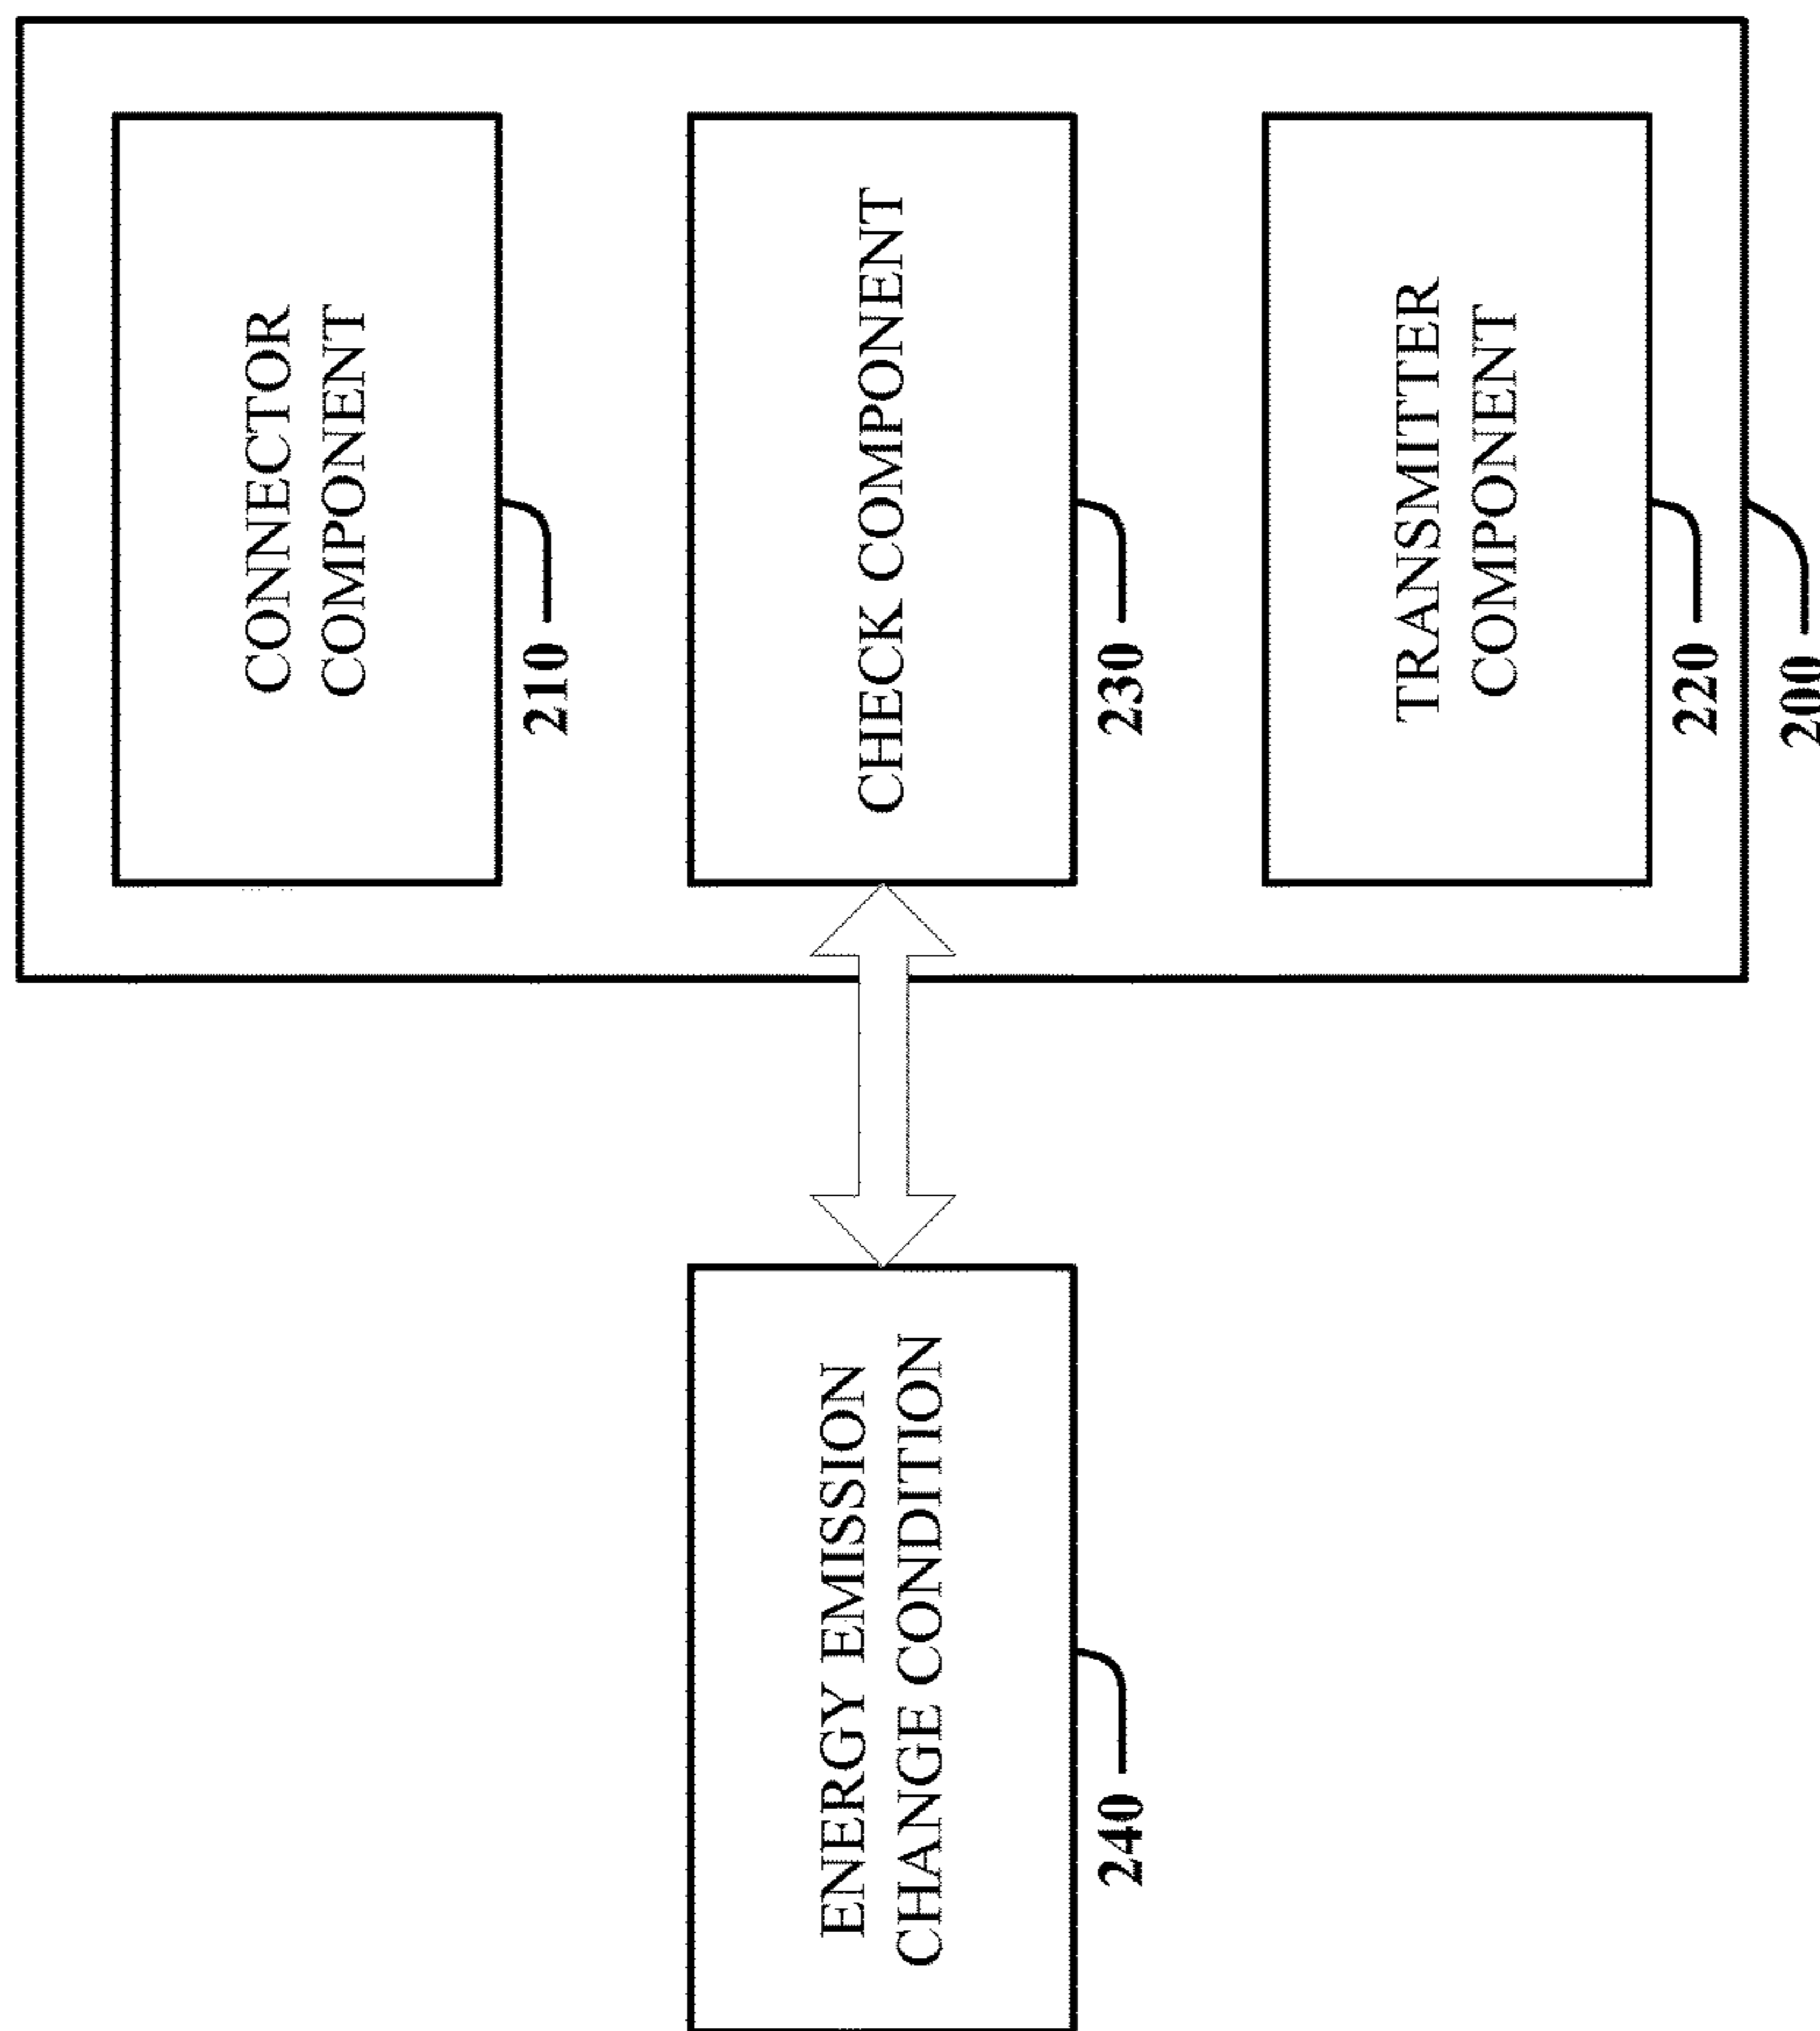 CONNECTOR
COMPONENT
210
CHECK COMPONENT
230
TRANSMITTER
COMPONENT
220
200
ENERGY EMISSION
CHANGE CONDITION
240